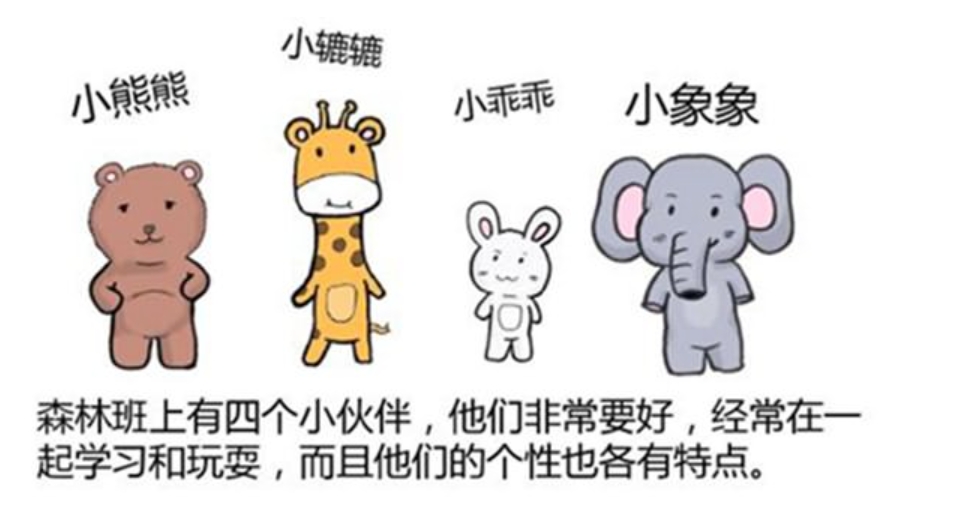 小熊熊
小辘辘
小乖乖
小象象
森林班上有四个小伙伴，他们非常要好，经常在一
起学习和玩耍，而且他们的个性也各有特点。